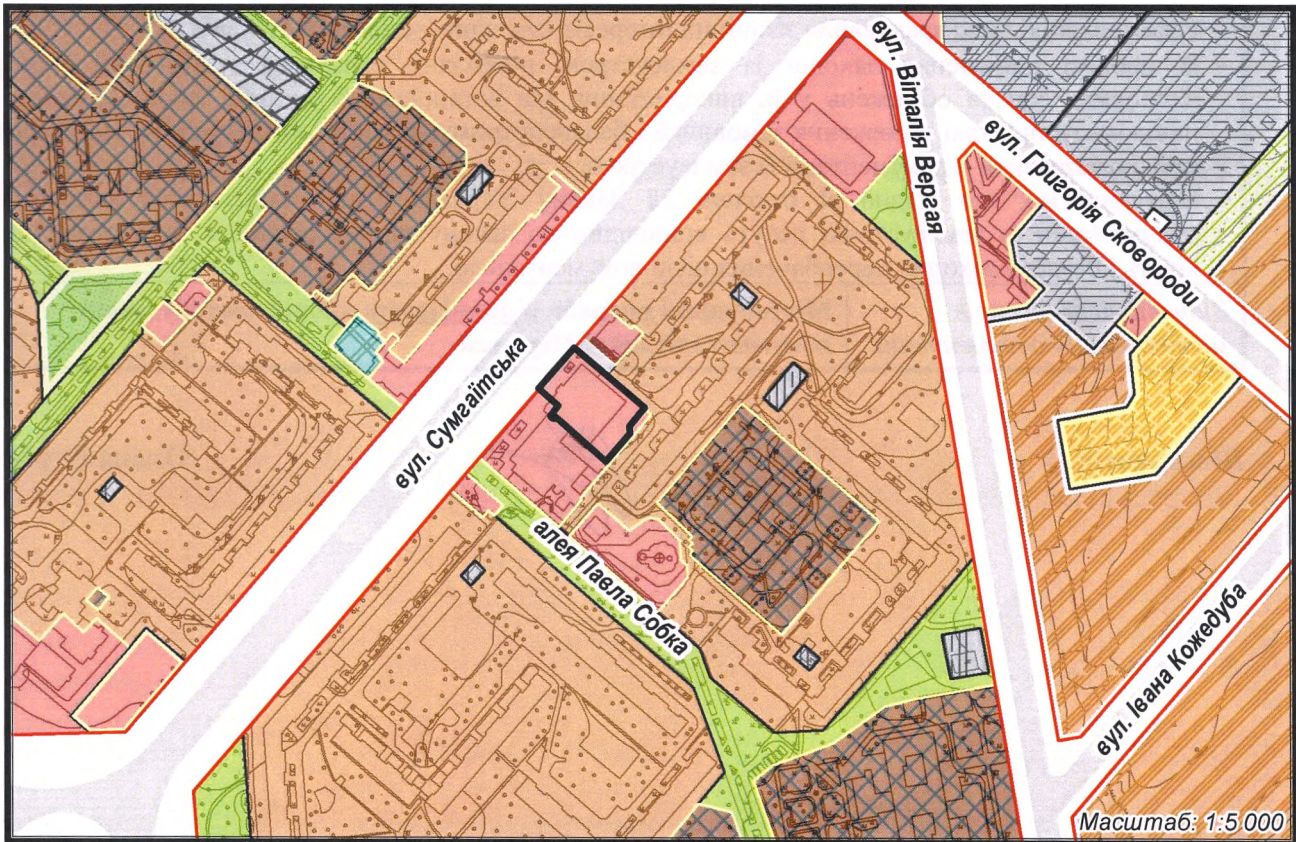 вул. Віталія Вергая
вул. Григорія Сковороди
вул. Сумгаїтська
алея Павла Собка
вул. Івана Кожедуба
Масштаб: 1:5 000